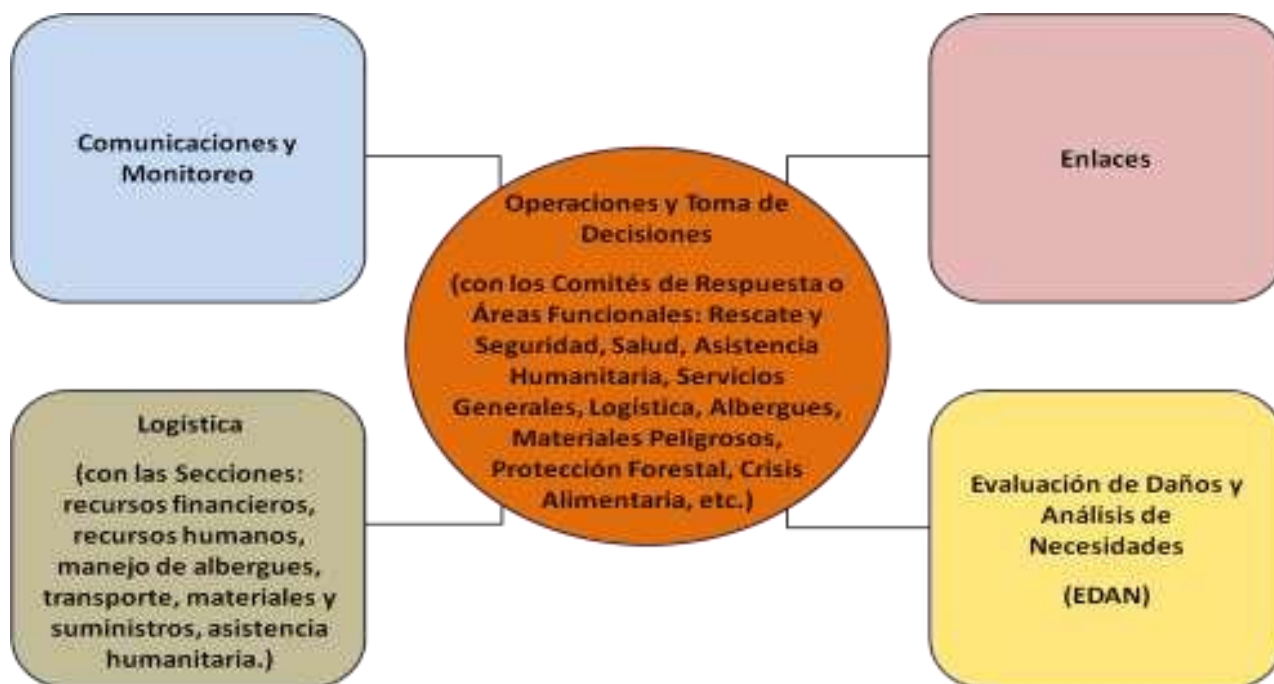 Comunicaciones y
Monitoreo
Enlaces
Operaciones y Toma de
Decisiones
(con los Comités de Respuesta o
Áreas Funcionales: Rescate y
Seguridad, Salud, Asistencia
Humanitaria, Servicios
Generales, Logística, Albergues,
Materiales Peligrosos,
Protección Forestal, Crisis
Alimentaria, etc.)
Logística
(con las Secciones:
recursos financieros,
recursos humanos,
manejo de albergues,
transporte, materiales y
suministros, asistencia
humanitaria.)
Evaluación de Daños y
Análisis de
Necesidades
(EDAN)